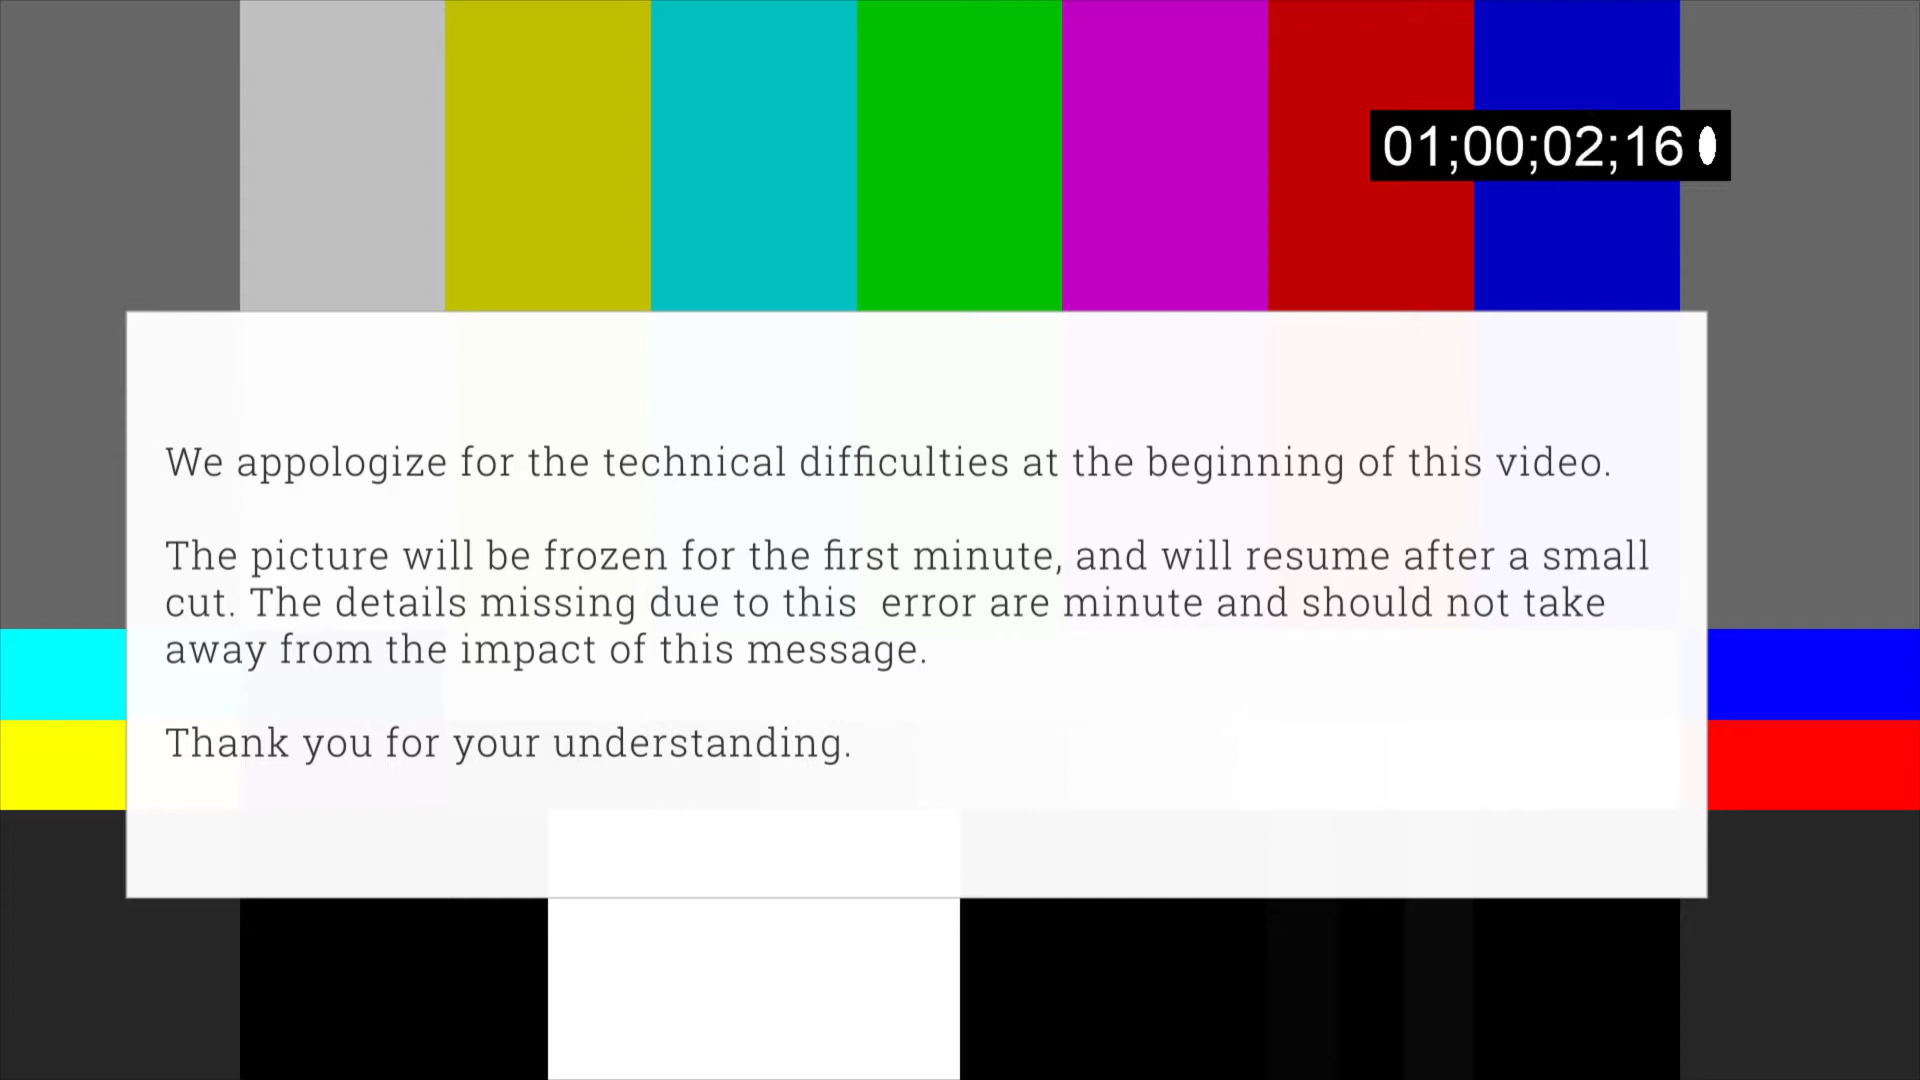 01;00;02;16
We appologize for the technical difficulties at the beginning of this video.
The picture will be frozen for the first minute, and will resume after a small
cut. The details missing due to this  error are minute and should not take
away from the impact of this message.
Thank you for your understanding.